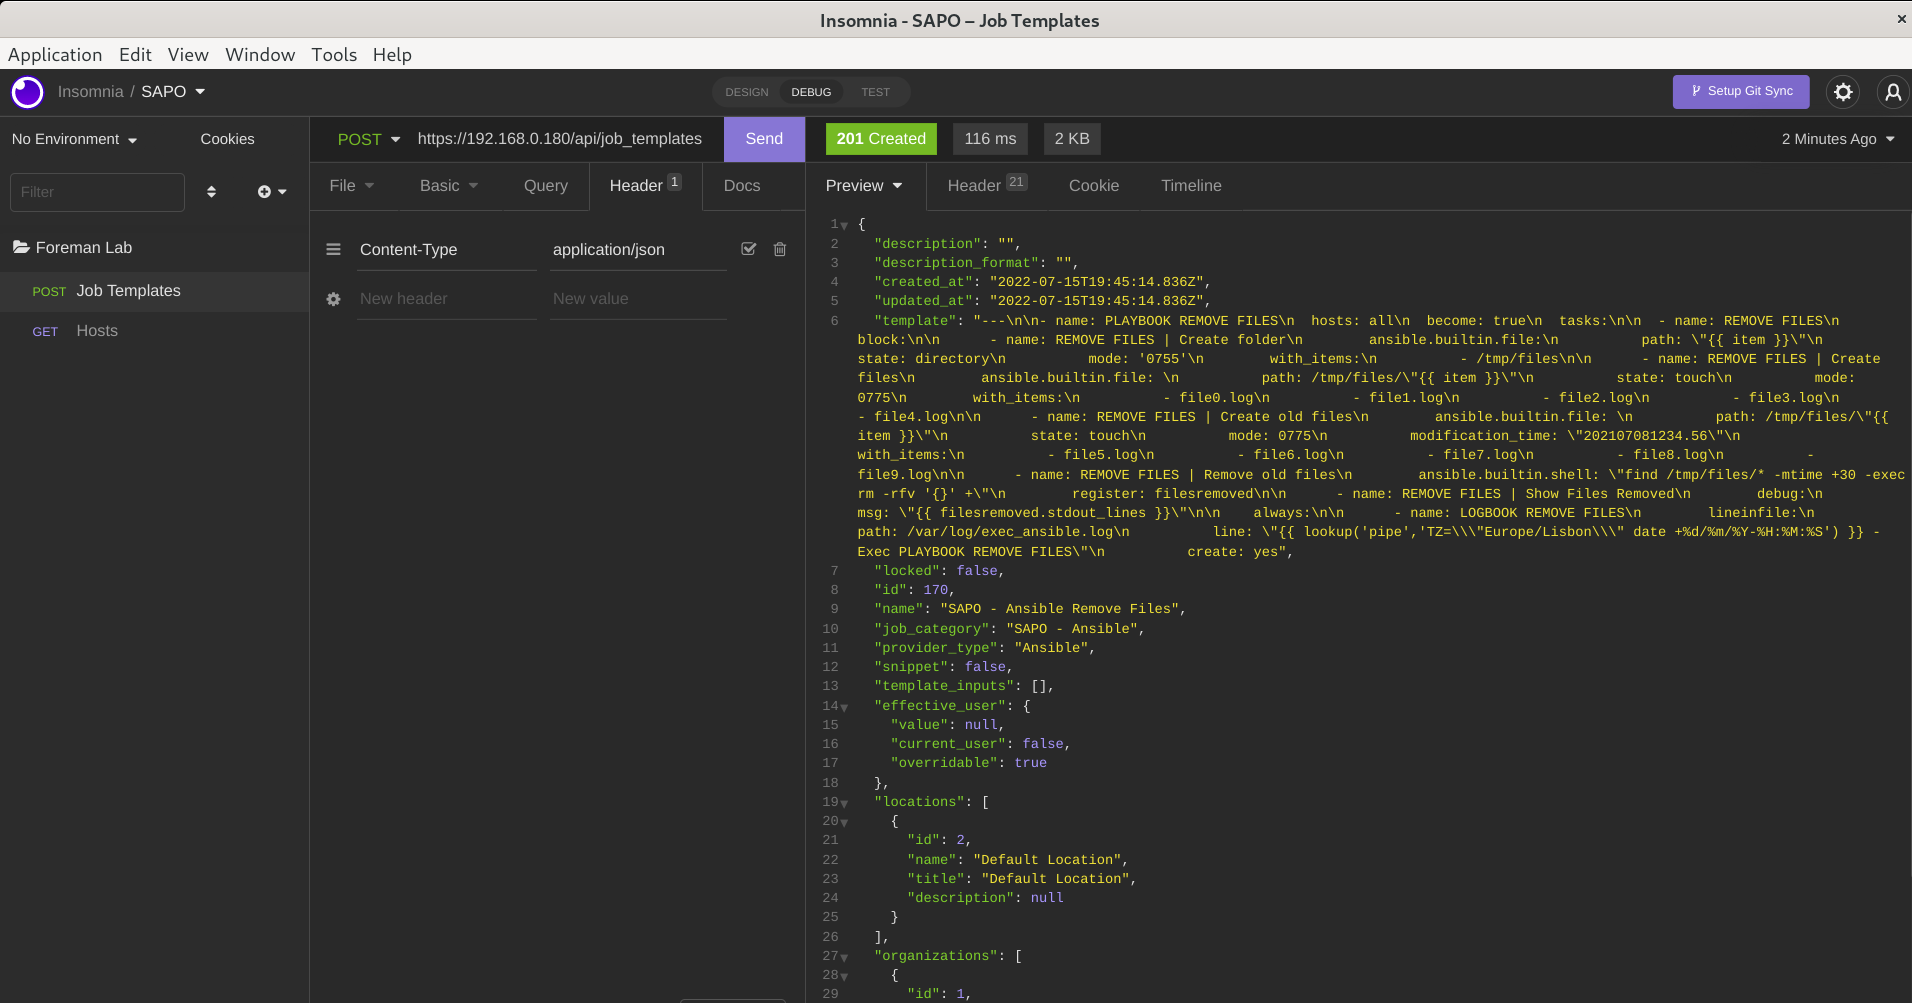 Insomnia - SAPO – Job Templates
Application Edit View Window Tools Help
Insomnia / SAPO
DESIGN DEBUG TEST
Setup Git Sync
No Environment Cookies
POST https://192.168.0.180/api/job_templates Send
201 Created 116 ms 2 KB 2 Minutes Ago
Filter
File Basic Query Header 1 Docs
Preview Header 21 Cookie Timeline
Foreman Lab
POST Job Templates
GET Hosts
Content-Type application/json
New header New value
1 {
2 "description": "",
3 "description_format": "",
4 "created_at": "2022-07-15T19:45:14.836Z",
5 "updated_at": "2022-07-15T19:45:14.836Z",
6 "template": "---\n\n- name: PLAYBOOK REMOVE FILES\n  hosts: all\n  become: true\n  tasks:\n\n  - name: REMOVE FILES\n
block:\n\n      - name: REMOVE FILES | Create folder\n        ansible.builtin.file:\n          path: \"{{ item }}\"\n
state: directory\n          mode: '0755'\n        with_items:\n          - /tmp/files\n\n      - name: REMOVE FILES | Create
files\n        ansible.builtin.file: \n          path: /tmp/files/\"{{ item }}\"\n          state: touch\n          mode:
0775\n       with_items:\n          - file0.log\n          - file1.log\n          - file2.log\n          - file3.log\n
- file4.log\n\n      - name: REMOVE FILES | Create old files\n        ansible.builtin.file: \n          path: /tmp/files/\"{{
item }}\"\n          state: touch\n          mode: 0775\n          modification_time: \"202107081234.56\"\n
with_items:\n          - file5.log\n          - file6.log\n          - file7.log\n          - file8.log\n          -
file9.log\n\n      - name: REMOVE FILES | Remove old files\n        ansible.builtin.shell: \"find /tmp/files/* -mtime +30 -exec
rm -rfv '{}' +\"\n        register: filesremoved\n\n      - name: REMOVE FILES | Show Files Removed\n        debug:\n
msg: \"{{ filesremoved.stdout_lines }}\"\n\n    always:\n\n      - name: LOGBOOK REMOVE FILES\n        lineinfile:\n
path: /var/log/exec_ansible.log\n          line: \"{{ lookup('pipe','TZ=\\\"Europe/Lisbon\\\" date +%d/%m/%Y-%H:%M:%S') }} -
Exec PLAYBOOK REMOVE FILES\"\n          create: yes",
7 "locked": false,
8 "id": 170,
9 "name": "SAPO - Ansible Remove Files",
10 "job_category": "SAPO - Ansible",
11 "provider_type": "Ansible",
12 "snippet": false,
13 "template_inputs": [],
14 "effective_user": {
15 "value": null,
16 "current_user": false,
17 "overridable": true
18 },
19 "locations": [
20 {
21 "id": 2,
22 "name": "Default Location",
23 "title": "Default Location",
24 "description": null
25 }
26 ],
27 "organizations": [
28 {
29 "id": 1,